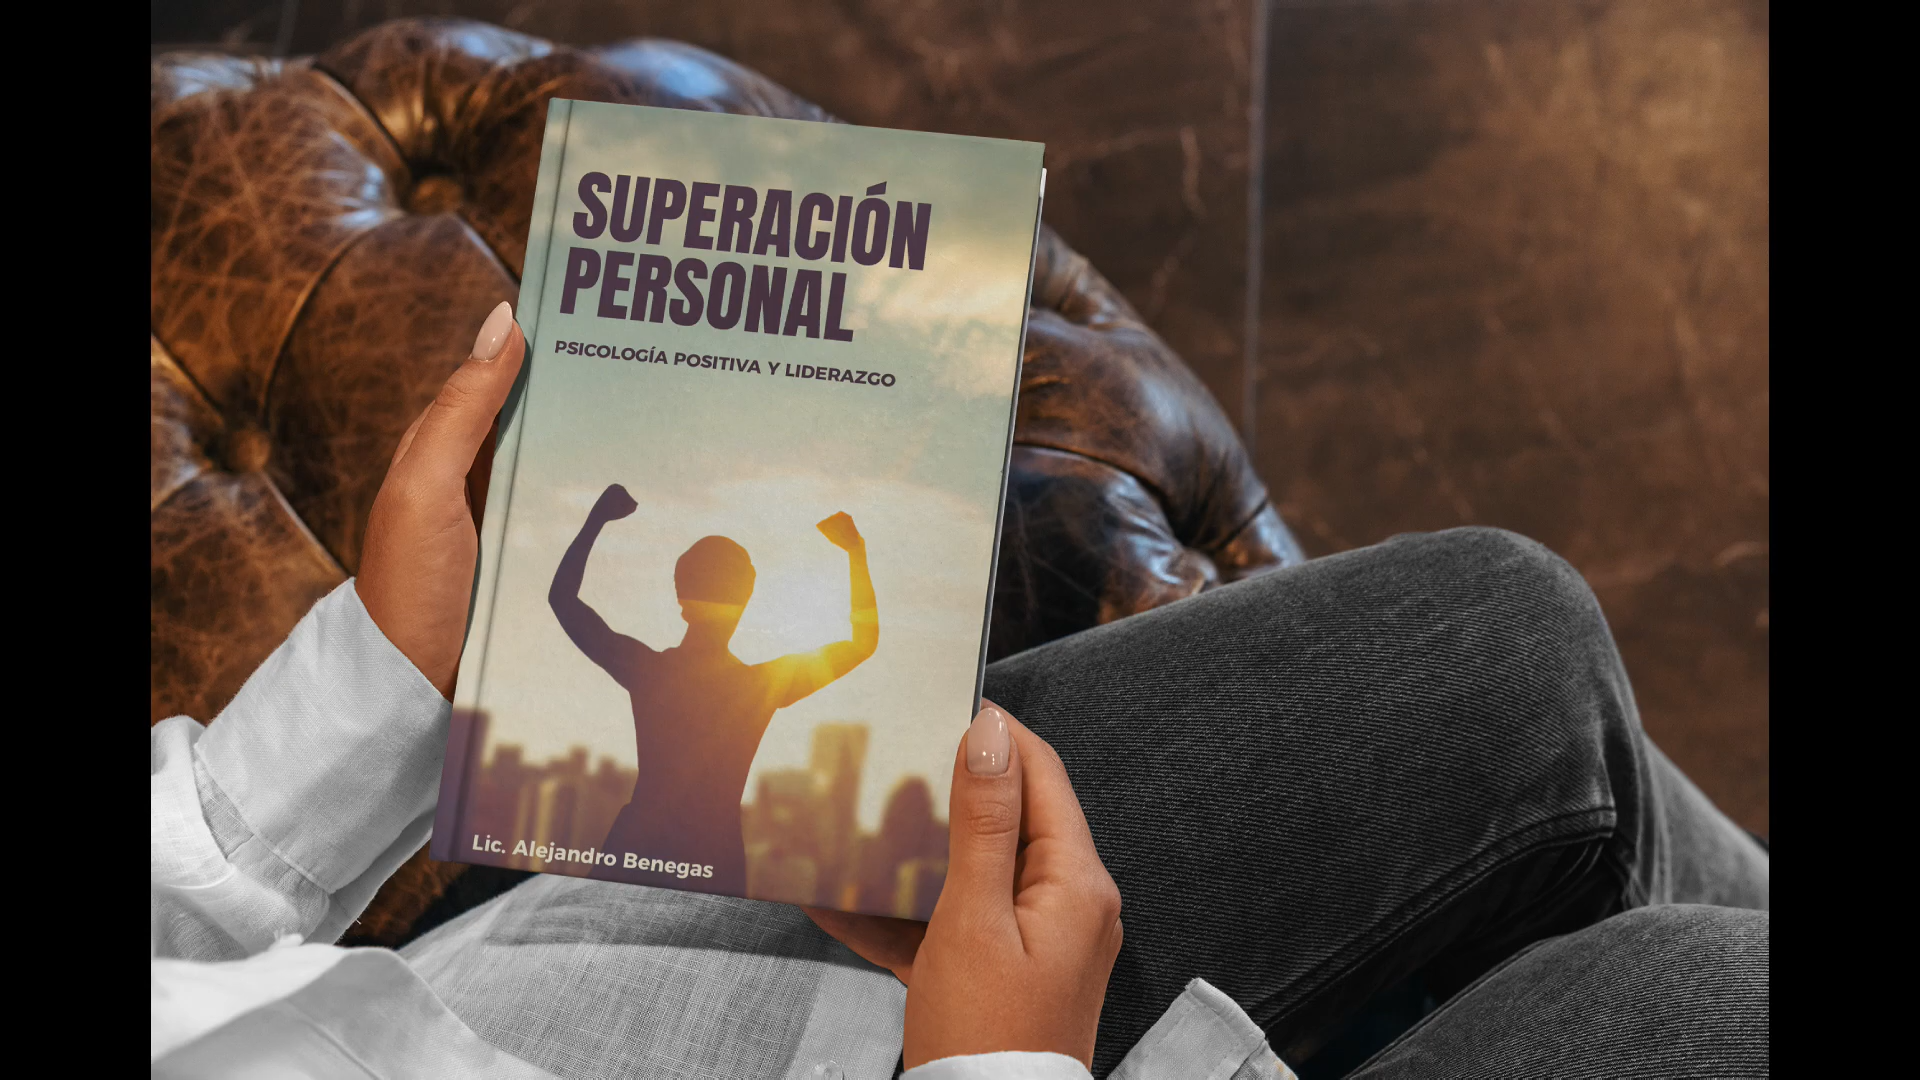 SUPERACIÓN
PERSONAL
PSICOLOGÍA POSITIVA Y LIDERAZGO
Lic. Alejandro Benegas